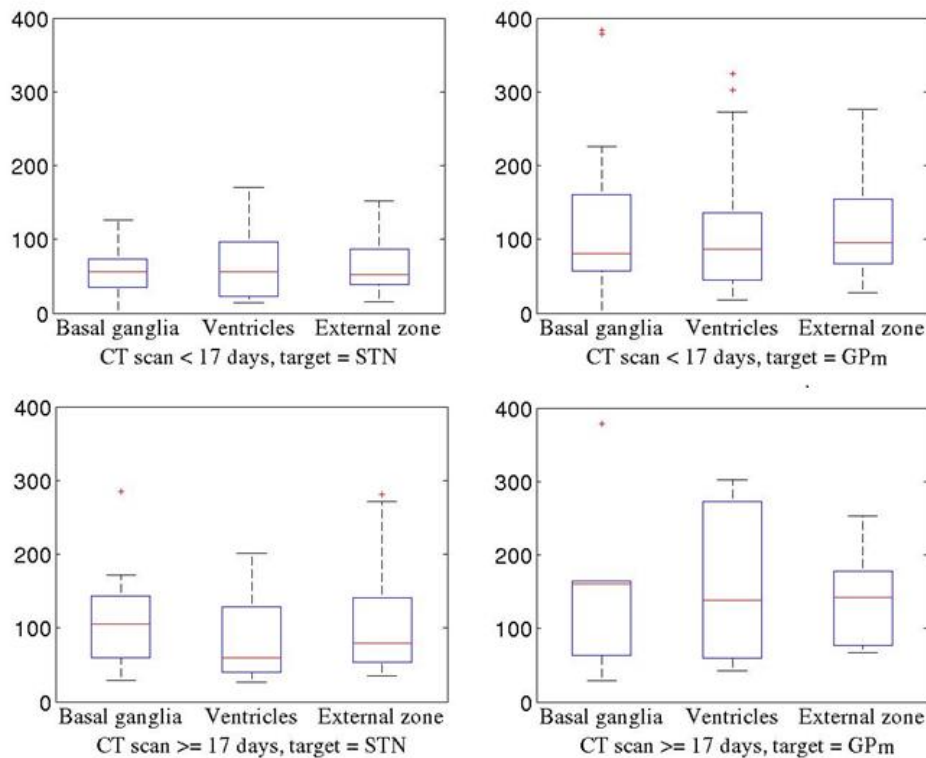 400
300
200
100
0
Basal ganglia Ventricles External zone
CT scan < 17 days, target = STN
400
300
200
100
0
Basal ganglia Ventricles External zone
CT scan < 17 days, target = GPm
400
300
200
100
0
Basal ganglia Ventricles External zone
CT scan >= 17 days, target = STN
400
300
200
100
0
Basal ganglia Ventricles External zone
CT scan >= 17 days, target = GPm